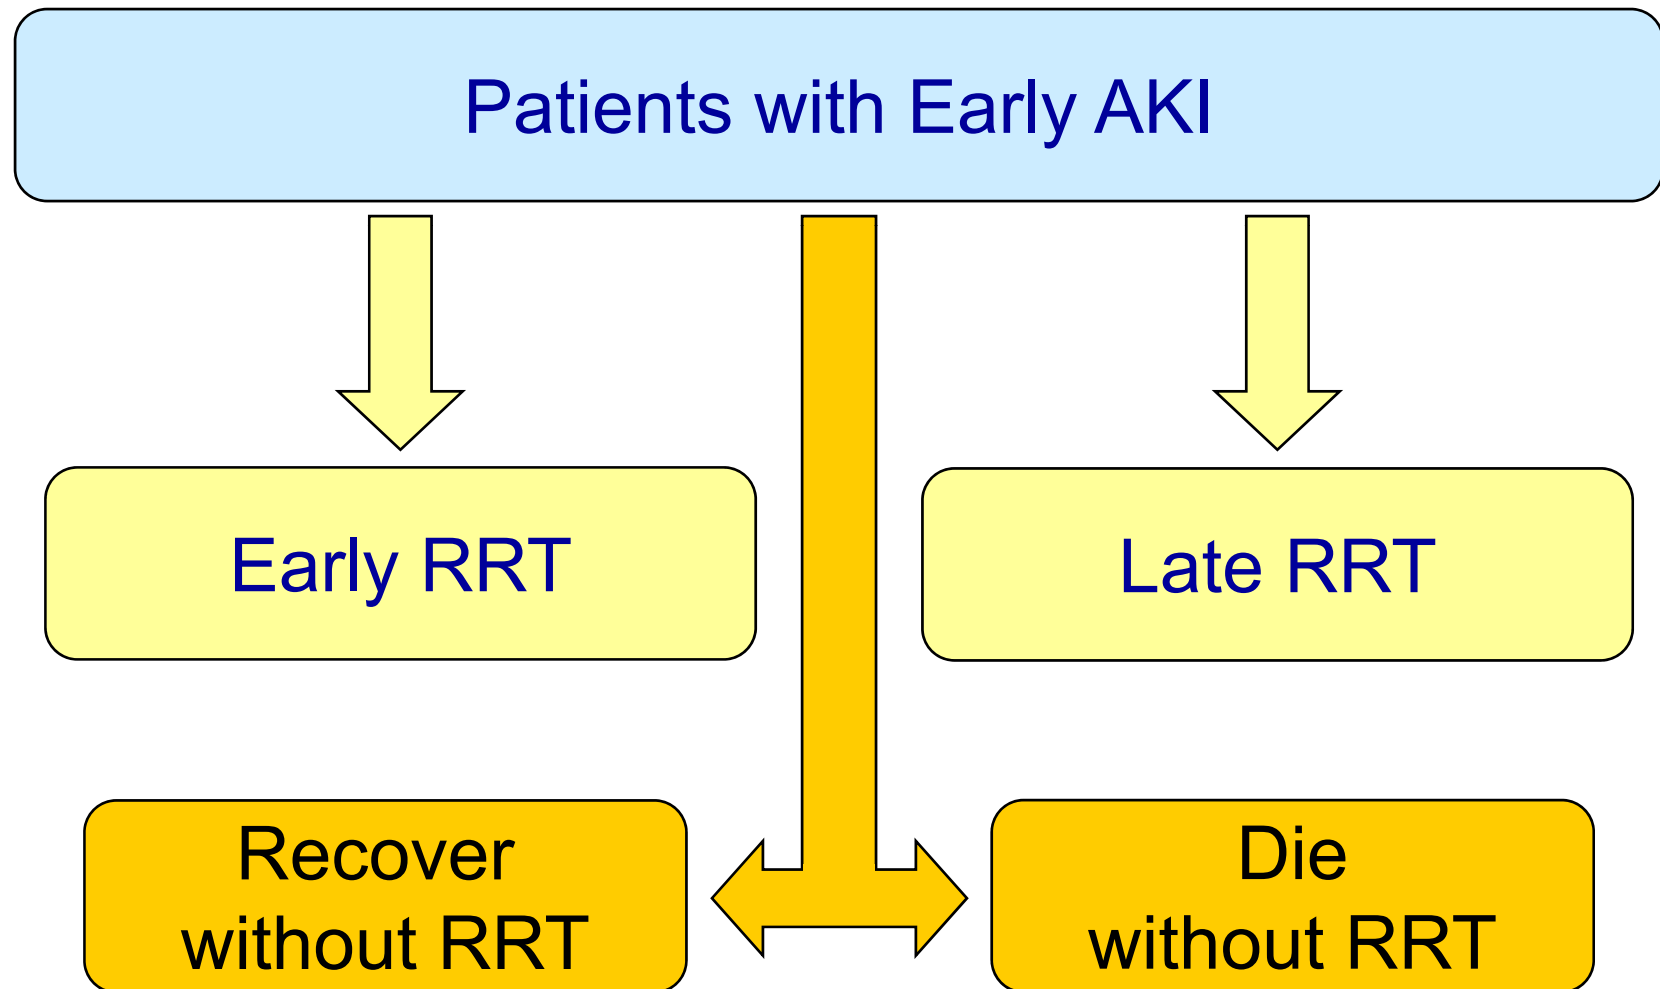 Patients with Early AKI
Early RRT
Late RRT
Recover
without RRT
Die
without RRT